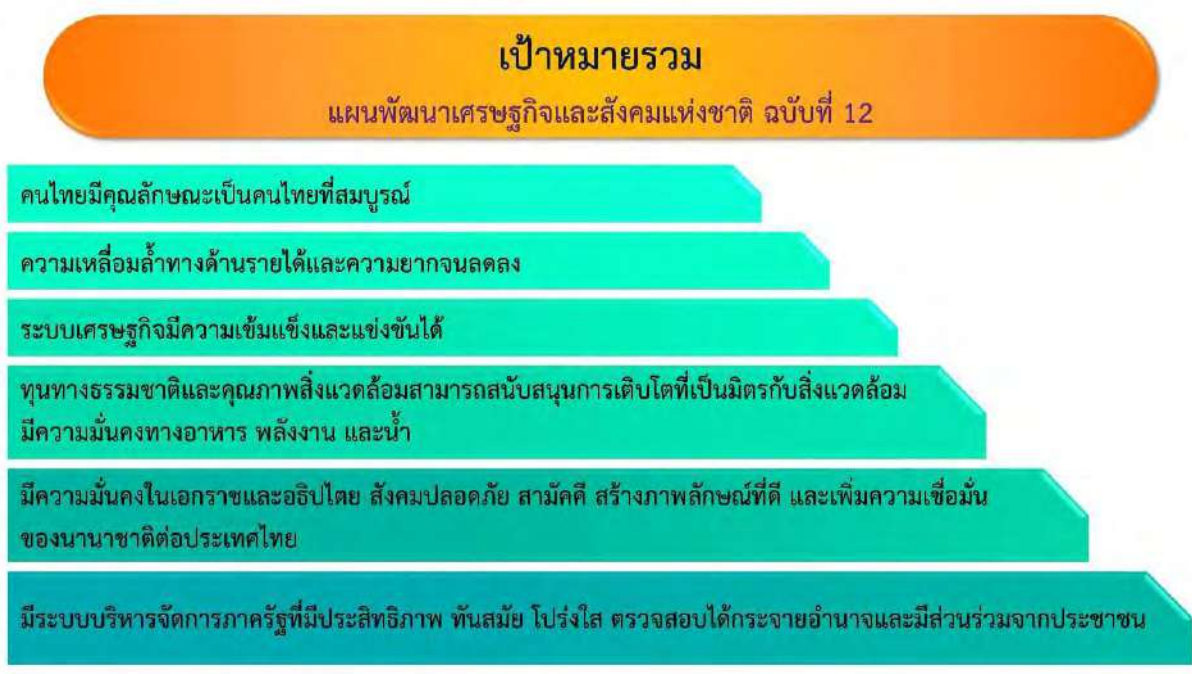 เป้าหมายรวม
แผนพัฒนาเศรษฐกิจและสังคมแห่งชาติ ฉบับที่ 12
คนไทยมีคุณลักษณะเป็นคนไทยที่สมบูรณ์
ความเหลื่อมล้ำทางด้านรายได้และความยากจนลดลง
ระบบเศรษฐกิจมีความเข้มแข็งและแข่งขันได้
ทุนทางธรรมชาติและคุณภาพสิ่งแวดล้อมสามารถสนับสนุนการเติบโตที่เป็นมิตรกับสิ่งแวดล้อม
มีความมั่นคงทางอาหาร พลังงาน และน้ำ
มีความมั่นคงในเอกราชและอธิปไตย สังคมปลอดภัย สามัคคี สร้างภาพลักษณ์ที่ดี และเพิ่มความเชื่อมั่น
ของนานาชาติต่อประเทศไทย
มีระบบบริหารจัดการภาครัฐที่มีประสิทธิภาพ ทันสมัย โปร่งใส ตรวจสอบได้กระจายอำนาจและมีส่วนร่วมจากประชาชน